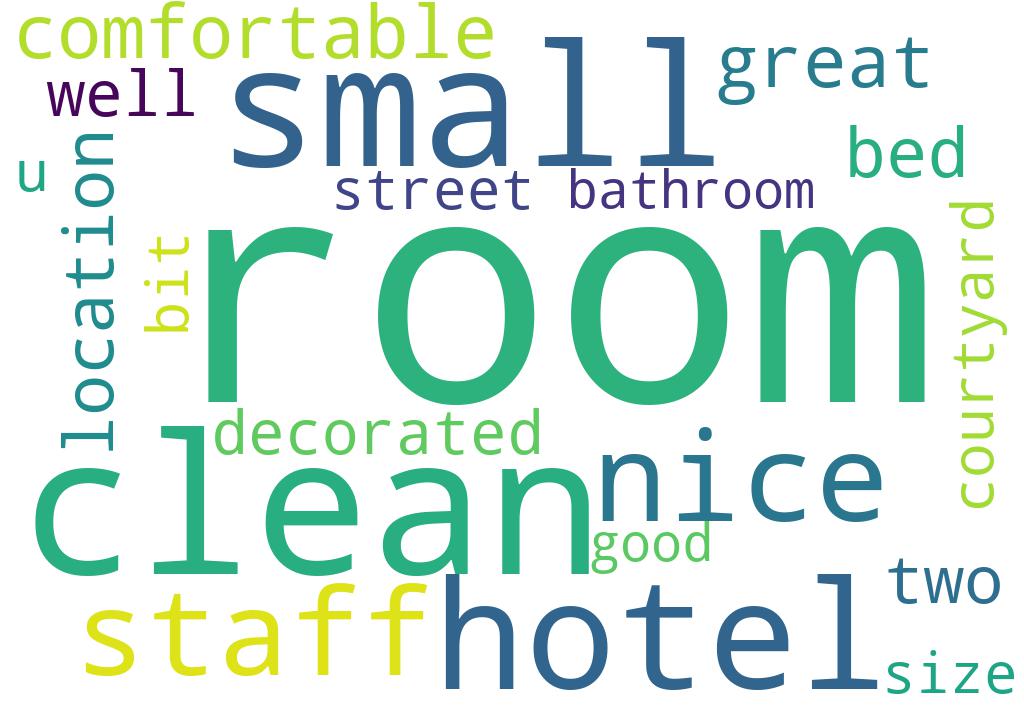 comfortable
small
great
well
bed
u
location
street
bathroom
courtyard
bit
room
decorated
clean
nice
good
two
staff
hotel
size